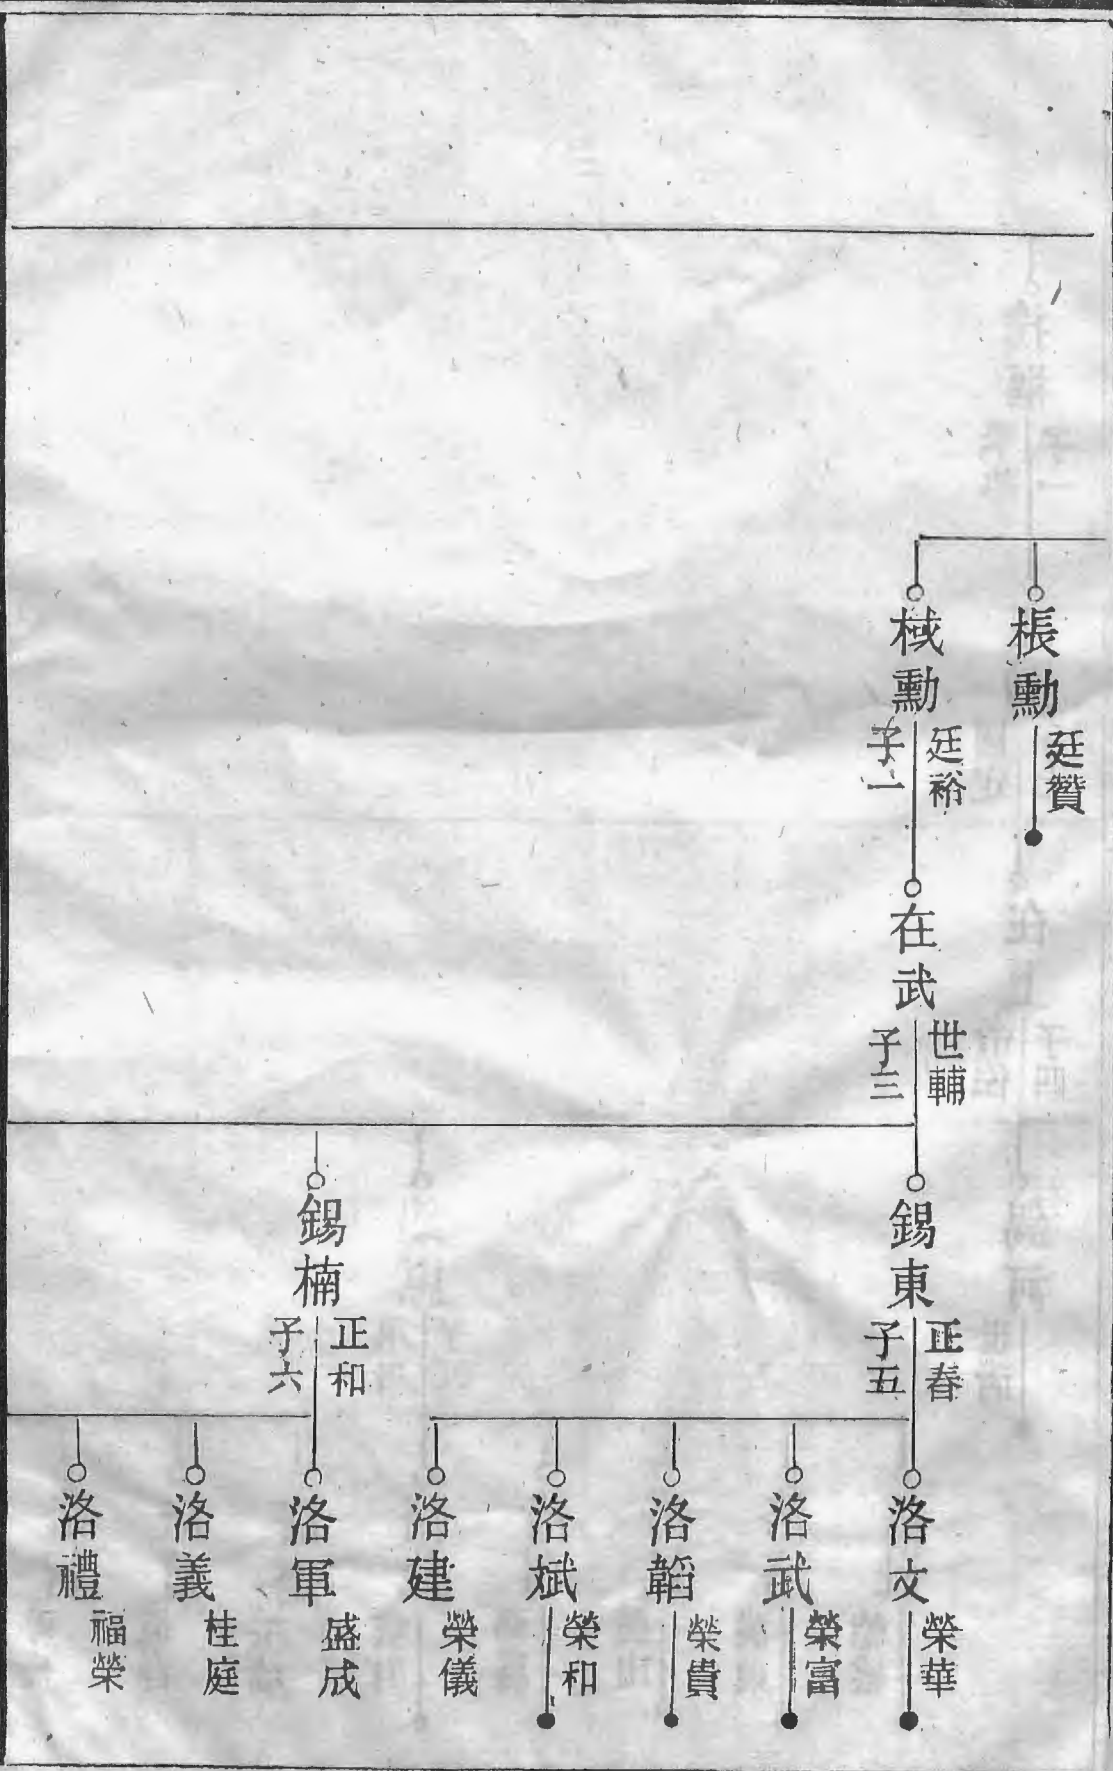 桭勳
廷贊
棫勳
廷裕
子一
在武
世輔
子三
錫東
正春
子五
錫楠
正和
子六
洛文
榮華
洛武
榮富
洛韜
榮貴
洛斌
榮和
洛建
榮儀
洛軍
盛成
洛義
桂庭
洛禮
福榮